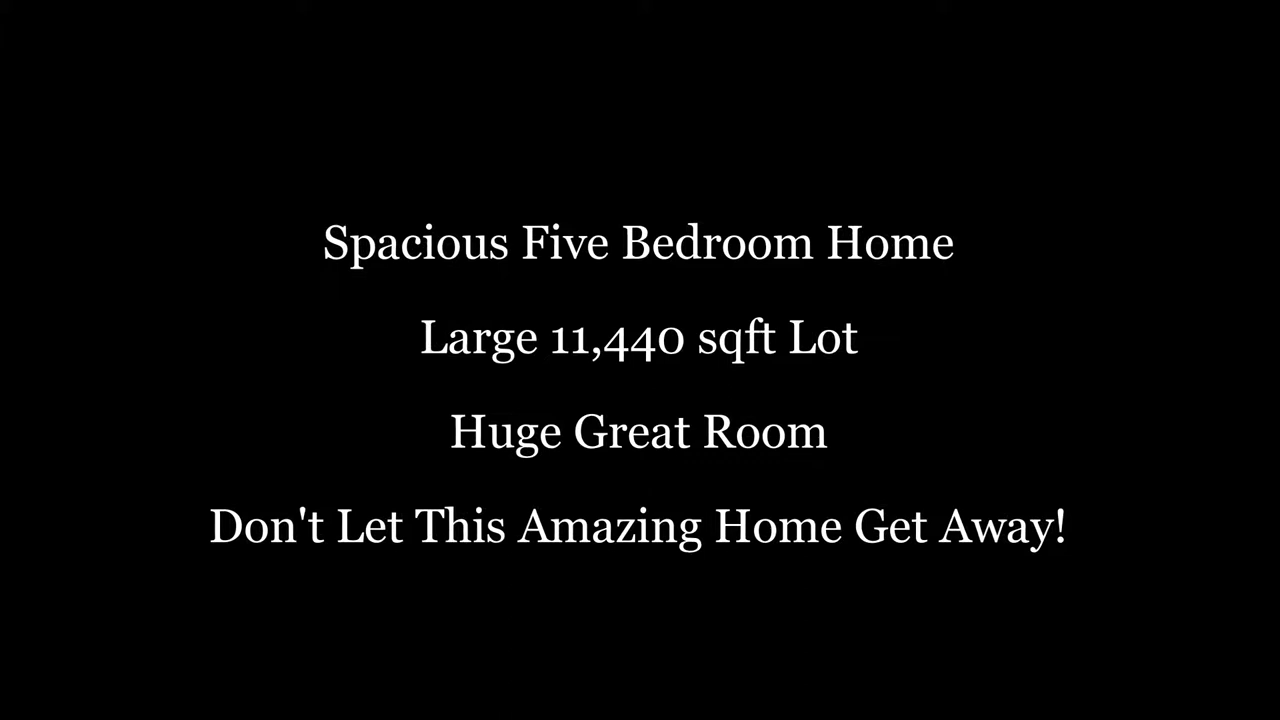 Spacious Five Bedroom Home
Large 11,440 sqft Lot
Huge Great Room
Don't Let This Amazing Home Get Away!